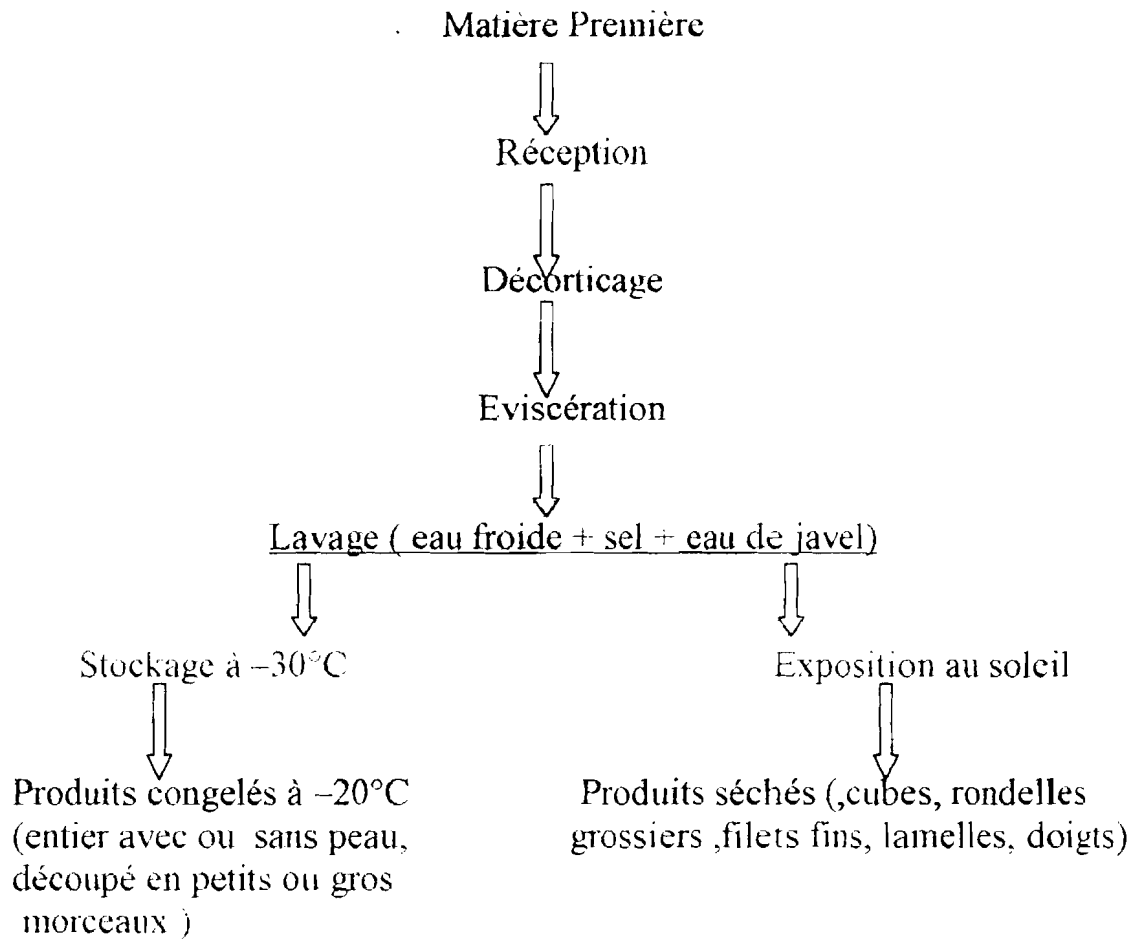 Matière Première
Réception
Décorticage
Eviscération
Lavage ( eau froide + sel + eau de javel)
Stockage à –30°C
Exposition au soleil
Produits congelés à –20°C
(entier avec ou sans peau,
découpé en petits ou gros
morceaux )
Produits séchés (,cubes, rondelles
grossiers ,filets fins, lamelles, doigts)